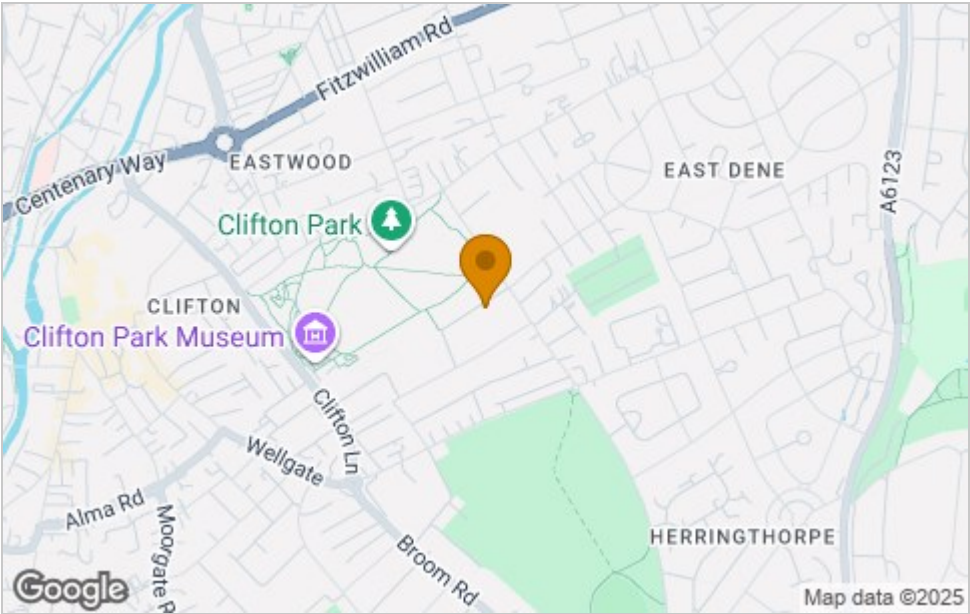 Fitzwilliam Rd
Centenary Way
EASTWOOD
EAST DENE
A6123
Clifton Park
CLIFTON
Clifton Park Museum
Clifton Ln
Wellgate
Alma Rd
Moorgate R
Broom Rd
HERRINGTHORPE
Google
Map data ©2025